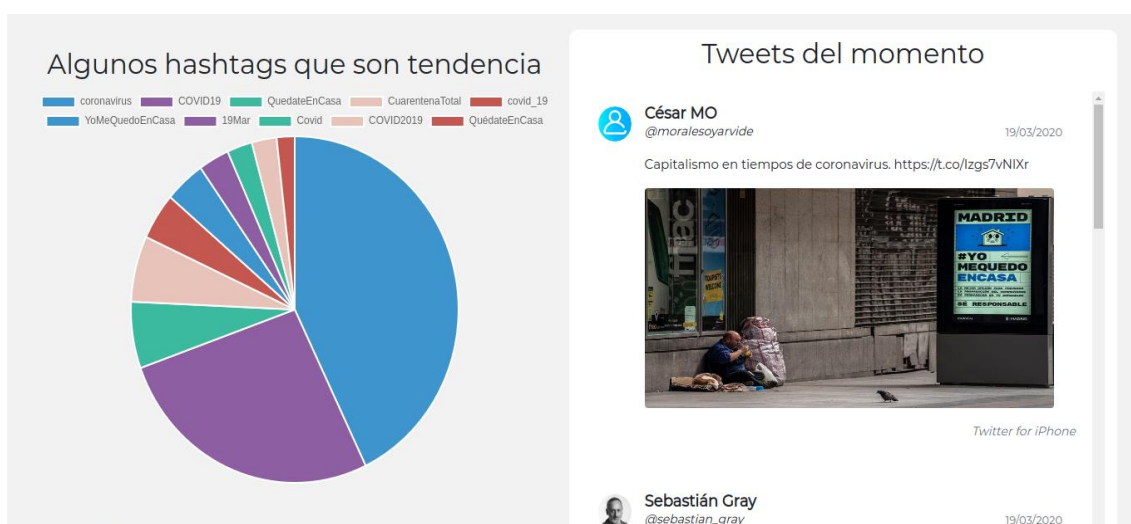 Algunos hashtags que son tendencia
coronavirus COVID19 QuedateEnCasa CuarentenaTotal covid_19
YoMeQuedoEnCasa 19Mar Covid COVID2019 QuédateEnCasa
Tweets del momento
César MO
@moralesoyarvide 19/03/2020
Capitalismo en tiempos de coronavirus. https://t.co/Izgs7vNIXr
MADRID
#YO
MEQUEDO
ENCASA
SÉ RESPONSABLE
Twitter for iPhone
Sebastián Gray
@sebastian_gray 19/03/2020